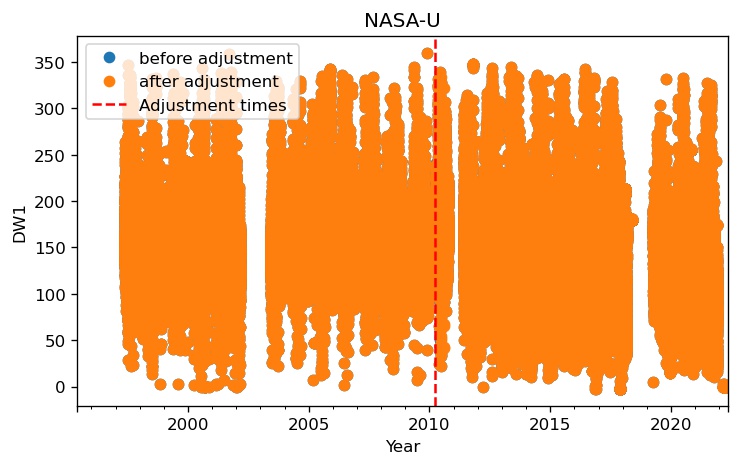 NASA-U
before adjustment
after adjustment
Adjustment times
350
300
250
200
150
100
50
0
DW1
2000
2005
2010
2015
2020
Year